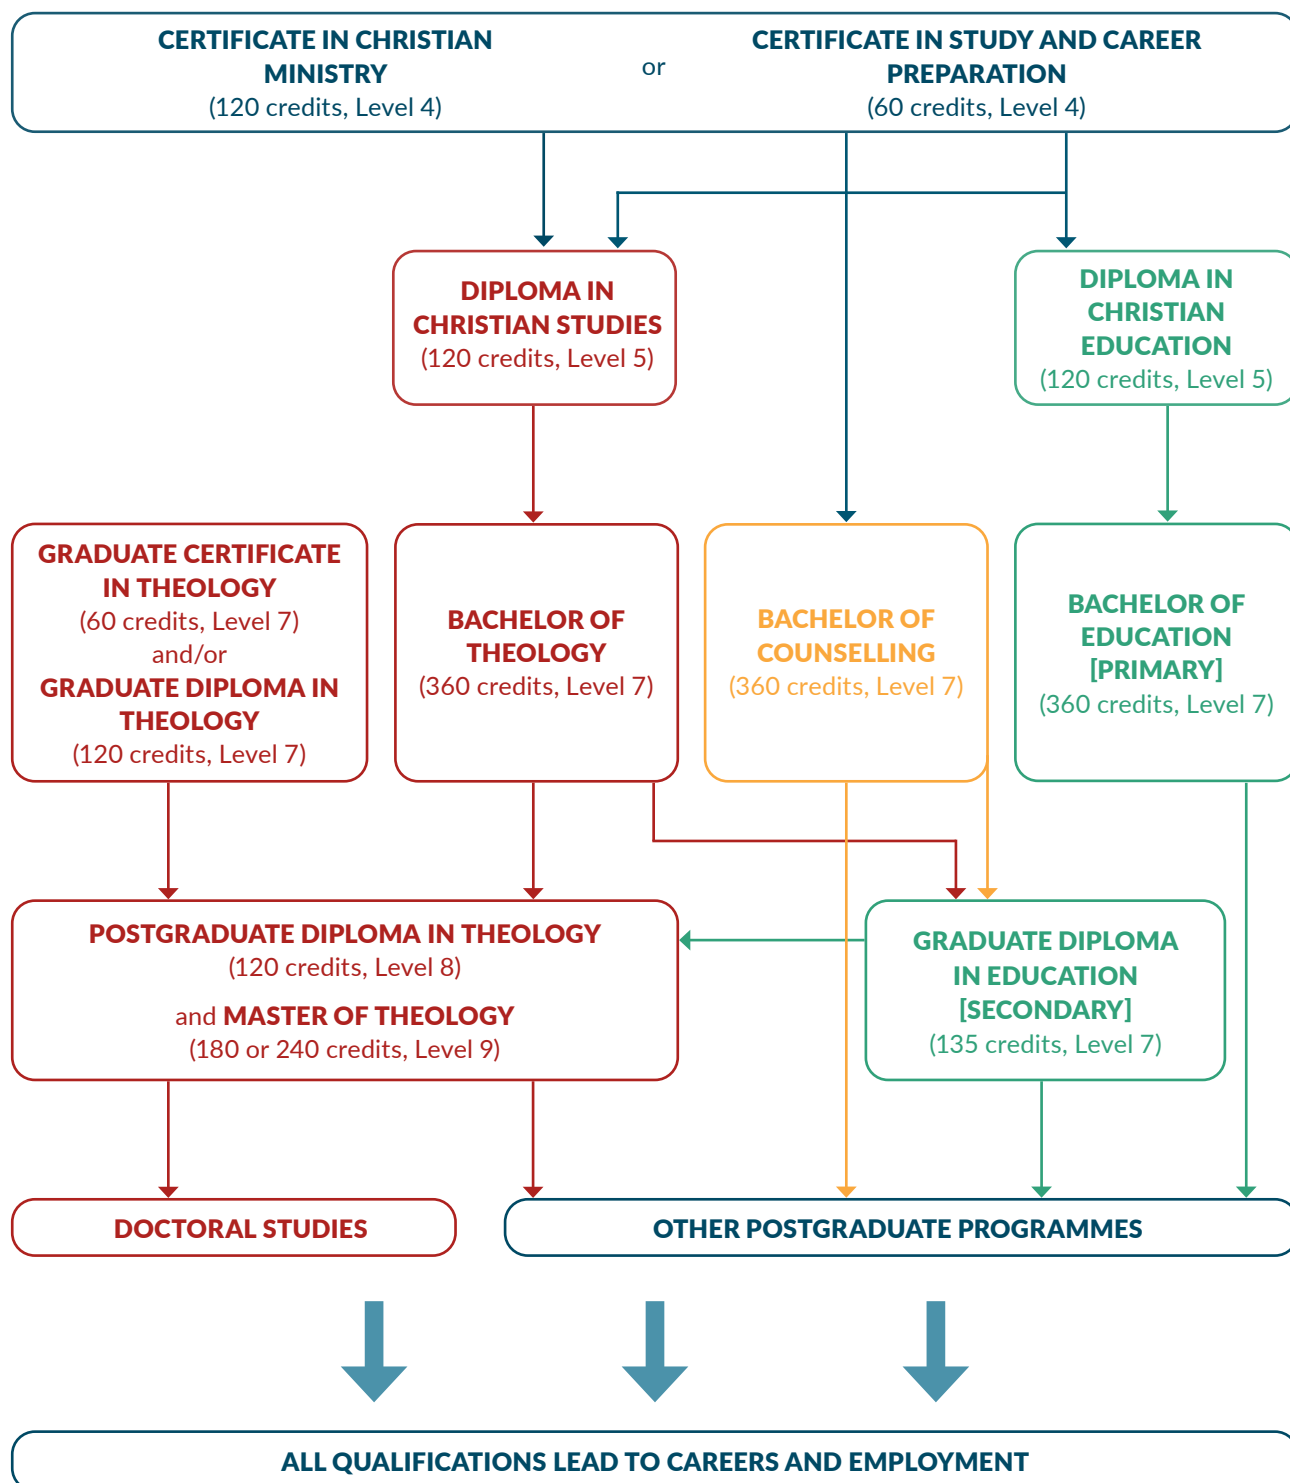 CERTIFICATE IN CHRISTIAN
MINISTRY
(120 credits, Level 4)
or
CERTIFICATE IN STUDY AND CAREER
PREPARATION
(60 credits, Level 4)
DIPLOMA IN
CHRISTIAN STUDIES
(120 credits, Level 5)
DIPLOMA IN
CHRISTIAN
EDUCATION
(120 credits, Level 5)
GRADUATE CERTIFICATE
IN THEOLOGY
(60 credits, Level 7)
and/or
GRADUATE DIPLOMA IN
THEOLOGY
(120 credits, Level 7)
BACHELOR OF
THEOLOGY
(360 credits, Level 7)
BACHELOR OF
COUNSELLING
(360 credits, Level 7)
BACHELOR OF
EDUCATION
[PRIMARY]
(360 credits, Level 7)
POSTGRADUATE DIPLOMA IN THEOLOGY
(120 credits, Level 8)
and MASTER OF THEOLOGY
(180 or 240 credits, Level 9)
GRADUATE DIPLOMA
IN EDUCATION
[SECONDARY]
(135 credits, Level 7)
DOCTORAL STUDIES
OTHER POSTGRADUATE PROGRAMMES
ALL QUALIFICATIONS LEAD TO CAREERS AND EMPLOYMENT